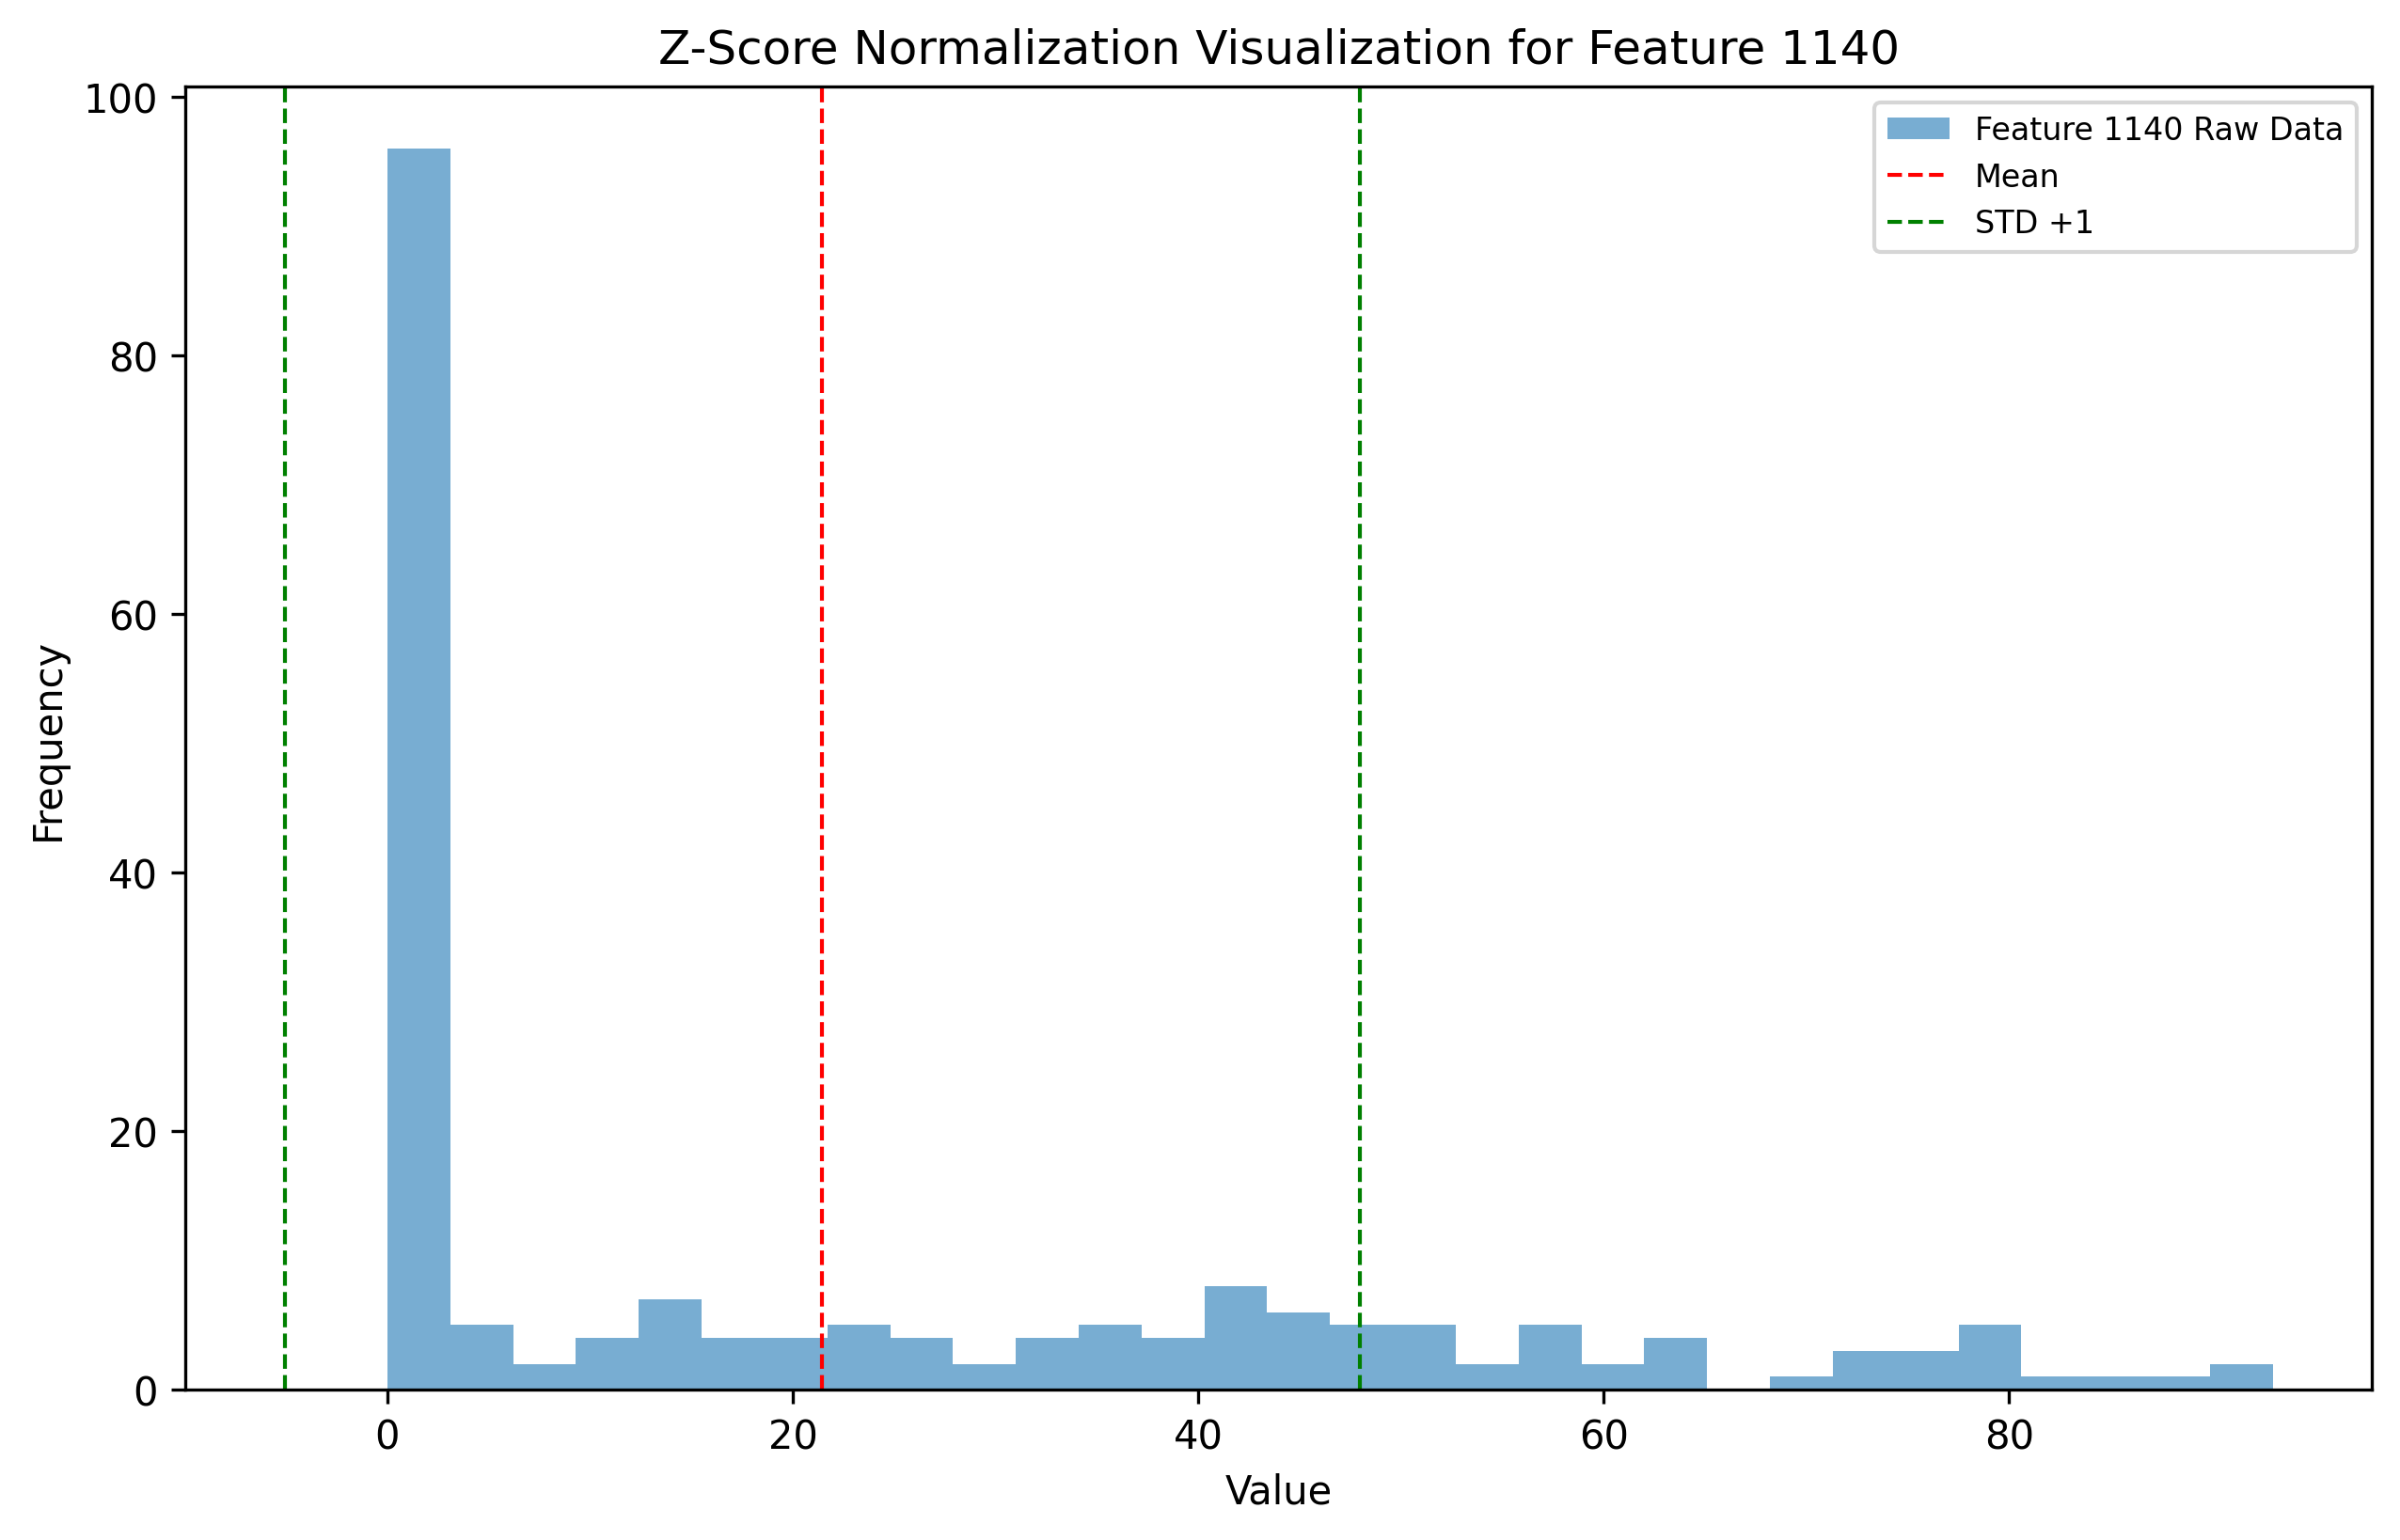 Z-Score Normalization Visualization for Feature 1140
100
80
60
40
20
0
Frequency
Feature 1140 Raw Data
Mean
STD +1
0 20 40 60 80
Value